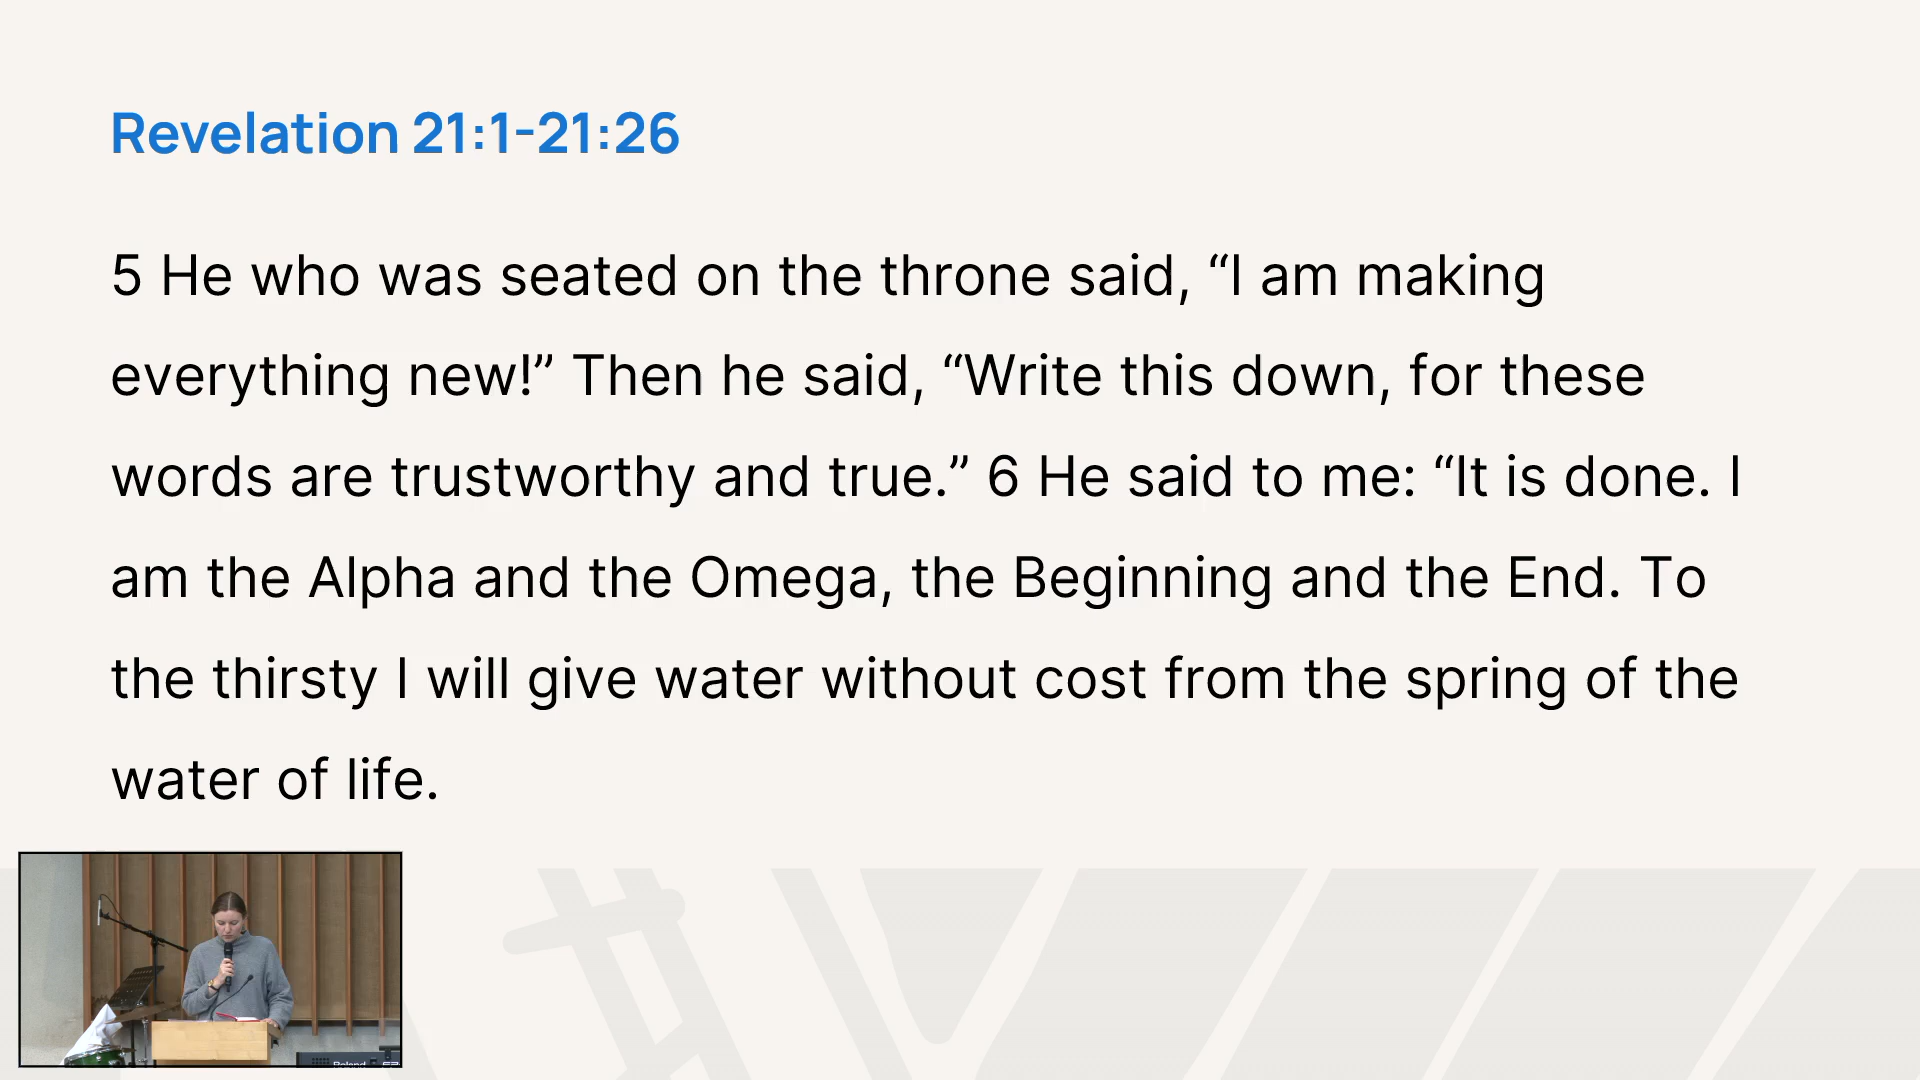 Revelation 21:1-21:26
5 He who was seated on the throne said, “I am making
everything new!” Then he said, “Write this down, for these
words are trustworthy and true.” 6 He said to me: “It is done. I
am the Alpha and the Omega, the Beginning and the End. To
the thirsty I will give water without cost from the spring of the
water of life.
Roland